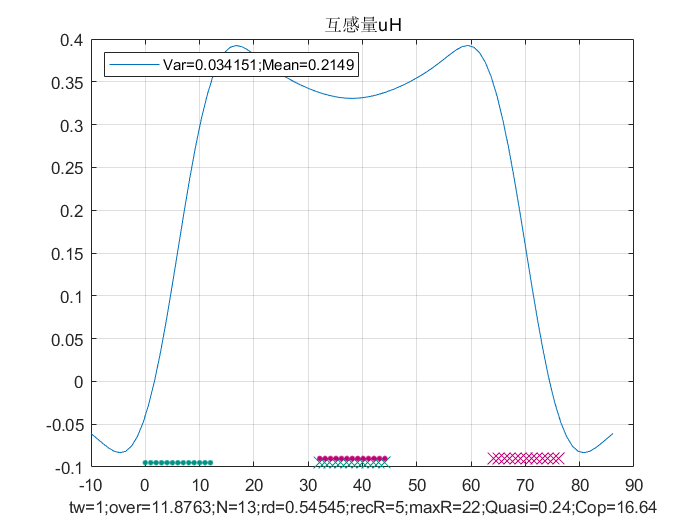 互感量uH
0.4
Var=0.034151;Mean=0.2149
0.35
0.3
0.25
0.2
0.15
0.1
0.05
0
-0.05
-0.1
-10 0 10 20 30 40 50 60 70 80 90
tw=1;over=11.8763;N=13;rd=0.54545;recR=5;maxR=22;Quasi=0.24;Cop=16.64